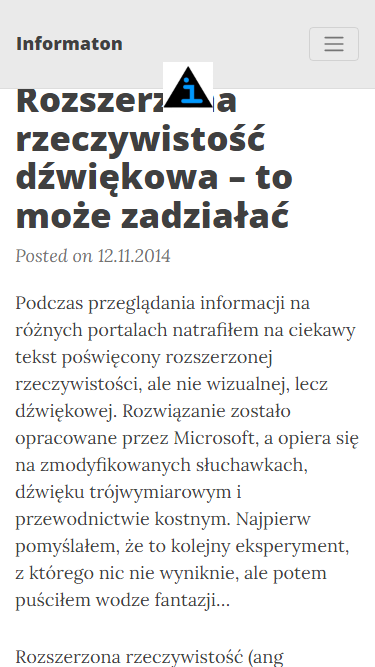 Informaton
Rozszerzona
rzeczywistość
dźwiękowa – to
może zadziałać
Posted on 12.11.2014
Podczas przeglądania informacji na
różnych portalach natrafiłem na ciekawy
tekst poświęcony rozszerzonej
rzeczywistości, ale nie wizualnej, lecz
dźwiękowej. Rozwiązanie zostało
opracowane przez Microsoft, a opiera się
na zmodyfikowanych słuchawkach,
dźwięku trójwymiarowym i
przewodnictwie kostnym. Najpierw
pomyślałem, że to kolejny eksperyment,
z którego nic nie wyniknie, ale potem
puściłem wodze fantazji...
Rozszerzona rzeczywistość (ang